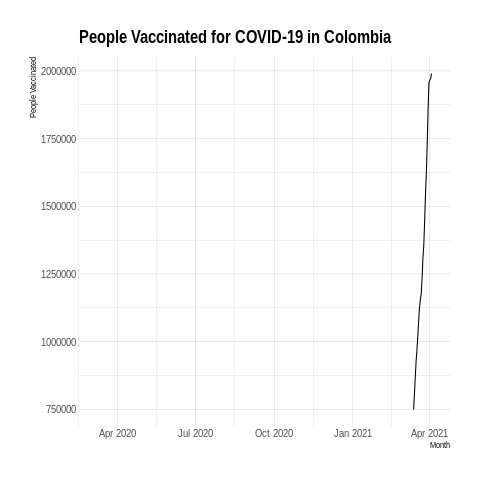 People Vaccinated for COVID-19 in Colombia
People Vaccinated
2000000
1750000
1500000
1250000
1000000
750000
Apr 2020 Jul 2020 Oct 2020 Jan 2021 Apr 2021
Month